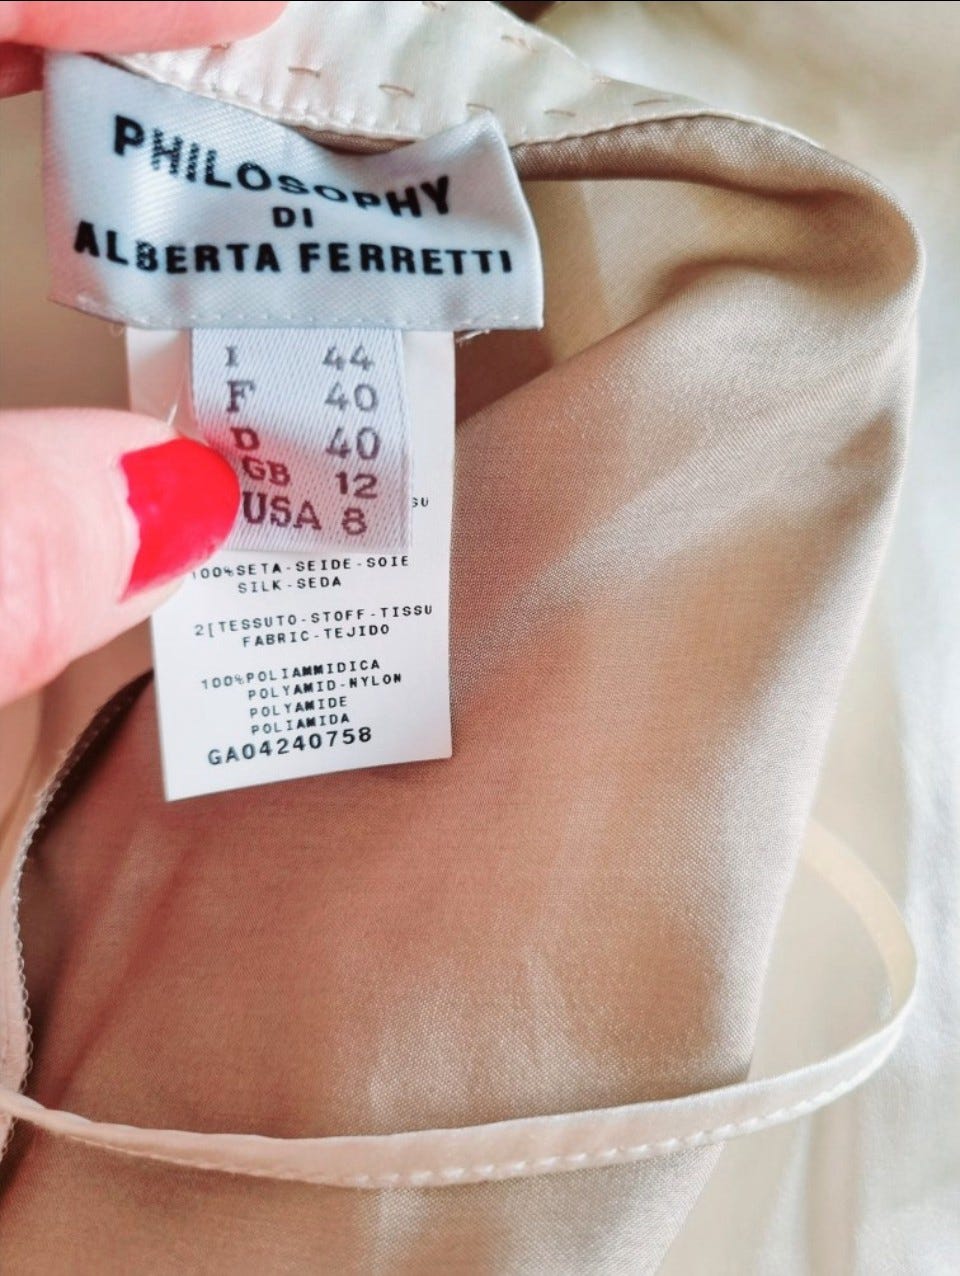 PHILOSOPHY
DI
ALBERTA FERRETTI
I 44
F 40
D 40
GB 12
USA 8
SU
100%SETA-SEIDE-SOIE
SILK-SEDA
2[TESSUTO-STOFF-TISSU
FABRIC-TEJIDO
100%POLIAMMIDICA
POLYAMID-NYLON
POLYAMIDE
POLIAMIDA
GA04240758